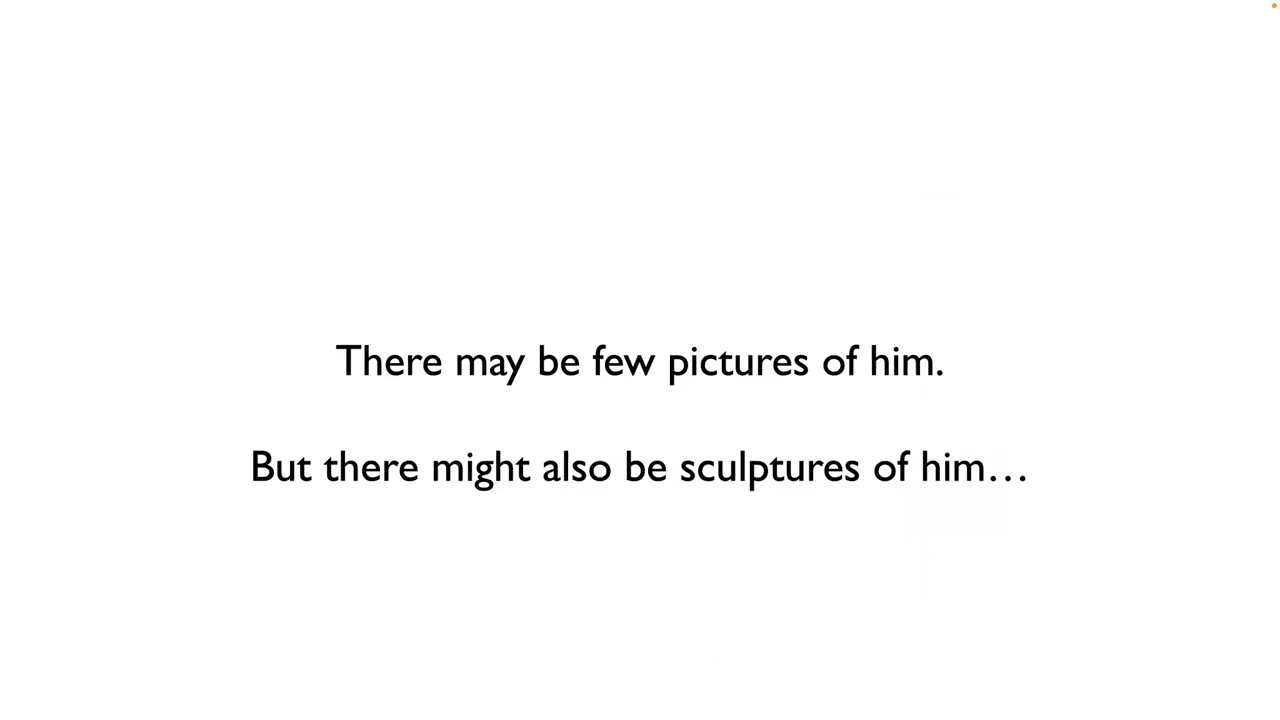 There may be few pictures of him.
But there might also be sculptures of him…